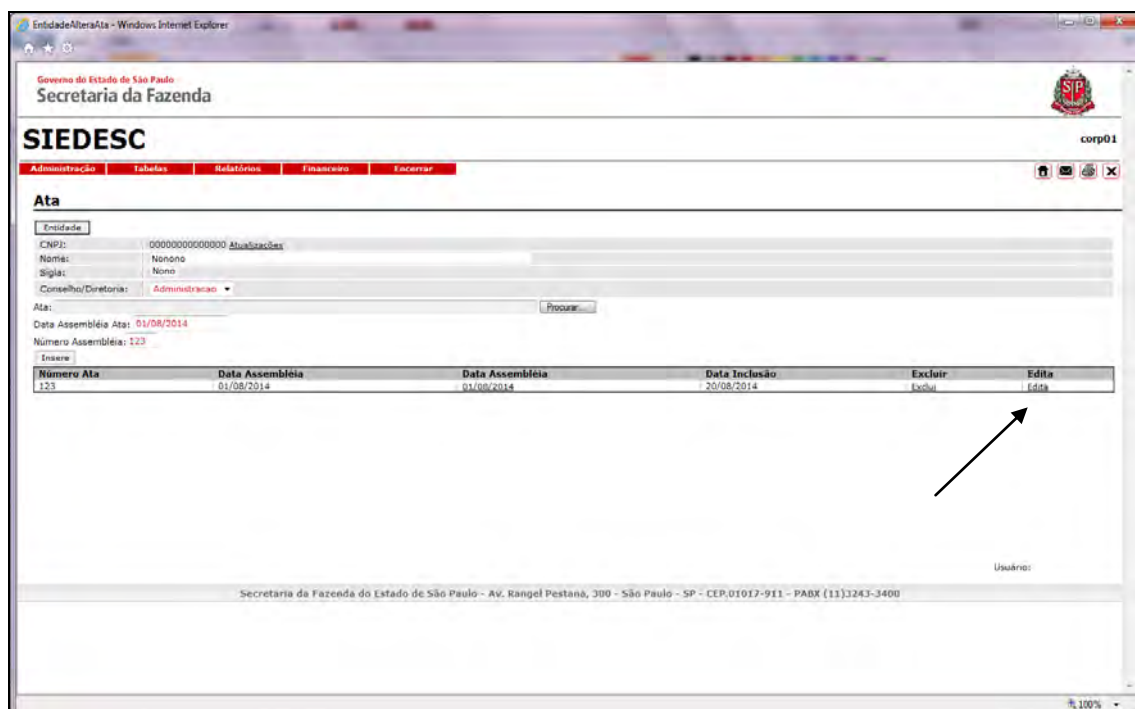 EntidadeAlteraAta - Windows Internet Explorer
Governo do Estado de São Paulo
Secretaria da Fazenda
SP
SIEDESC
corp01
Administração Tabelas Relatórios Financeiro Encerrar
Ata
Entidade
CNPJ: 00000000000000 Atualizações
Nome: Nonono
Sigla: Nono
Conselho/Diretoria: Administracao
Ata: Procurar...
Data Assembléia Ata: 01/08/2014
Número Assembléia: 123
Insere
Número Ata Data Assembléia Data Assembléia Data Inclusão Excluir Edita
123 01/08/2014 01/08/2014 20/08/2014 Exclui Edita
Usuário:
Secretaria da Fazenda do Estado de São Paulo - Av. Rangel Pestana, 300 - São Paulo - SP - CEP.01017-911 - PABX (11)3243-3400
100%